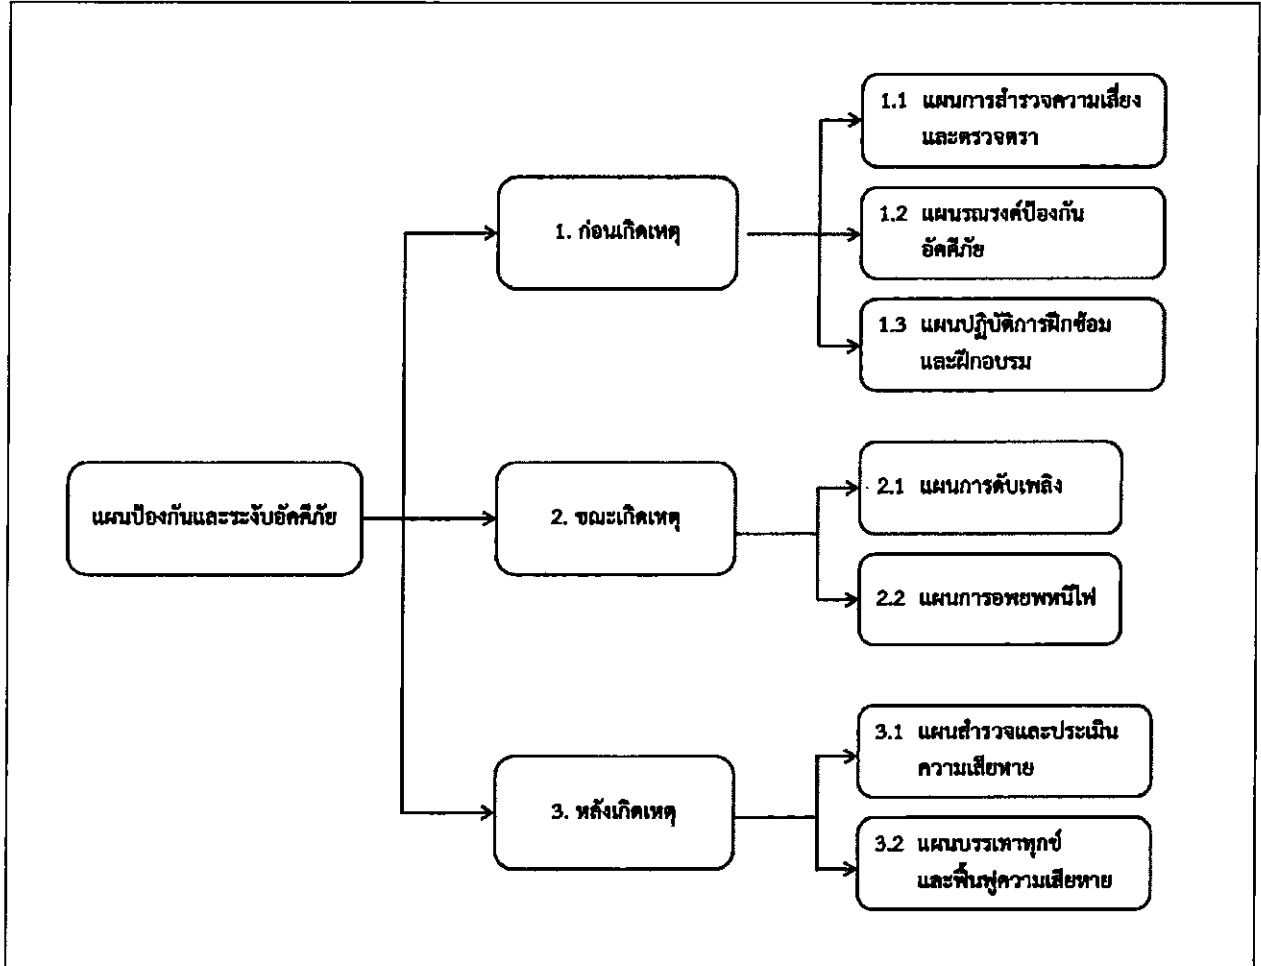 1.1 แผนการสำรวจความเสี่ยง
และตรวจตรา
1. ก่อนเกิดเหตุ
1.2 แผนรณรงค์ป้องกัน
อัคคีภัย
1.3 แผนปฏิบัติการฝึกซ้อม
และฝึกอบรม
แผนป้องกันและระงับอัคคีภัย
2. ขณะเกิดเหตุ
2.1 แผนการดับเพลิง
2.2 แผนการอพยพหนีไฟ
3. หลังเกิดเหตุ
3.1 แผนสำรวจและประเมิน
ความเสียหาย
3.2 แผนบรรเทาทุกข์
และฟื้นฟูความเสียหาย